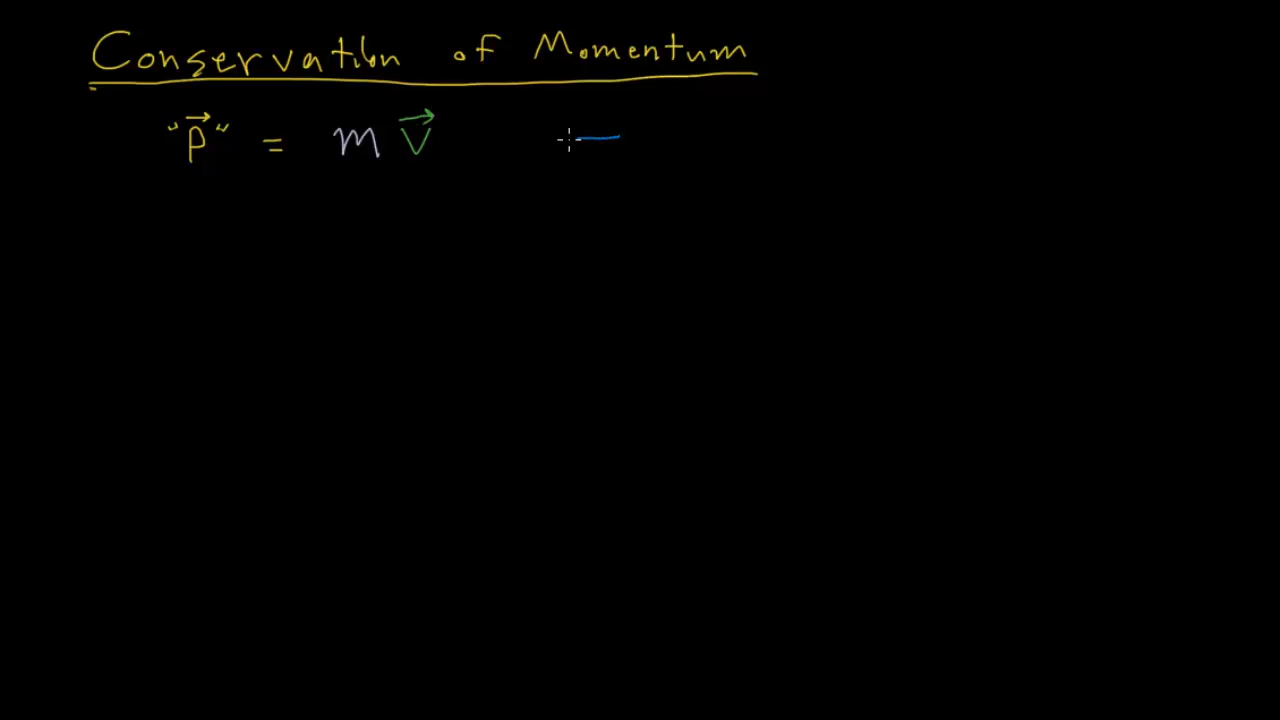 Conservation of Momentum
"P⃗" = m V⃗